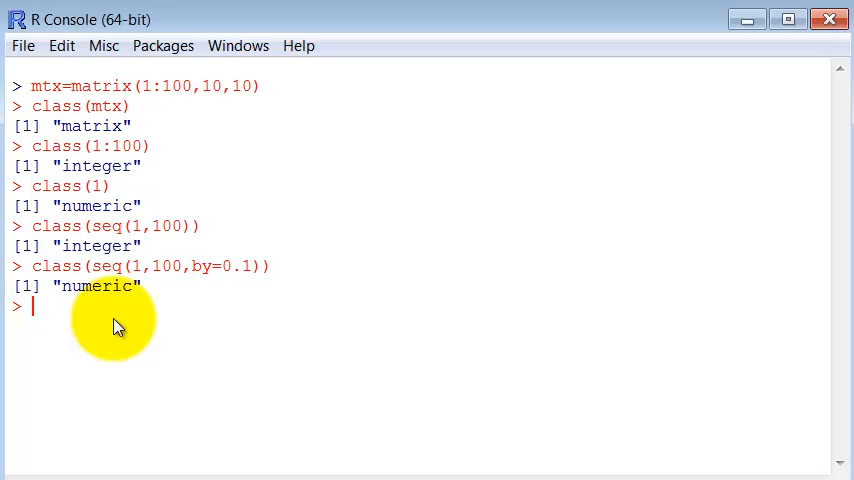 R Console (64-bit)
File Edit Misc Packages Windows Help
> mtx=matrix(1:100,10,10)
> class(mtx)
[1] "matrix"
> class(1:100)
[1] "integer"
> class(1)
[1] "numeric"
> class(seq(1,100))
[1] "integer"
> class(seq(1,100,by=0.1))
[1] "numeric"
>